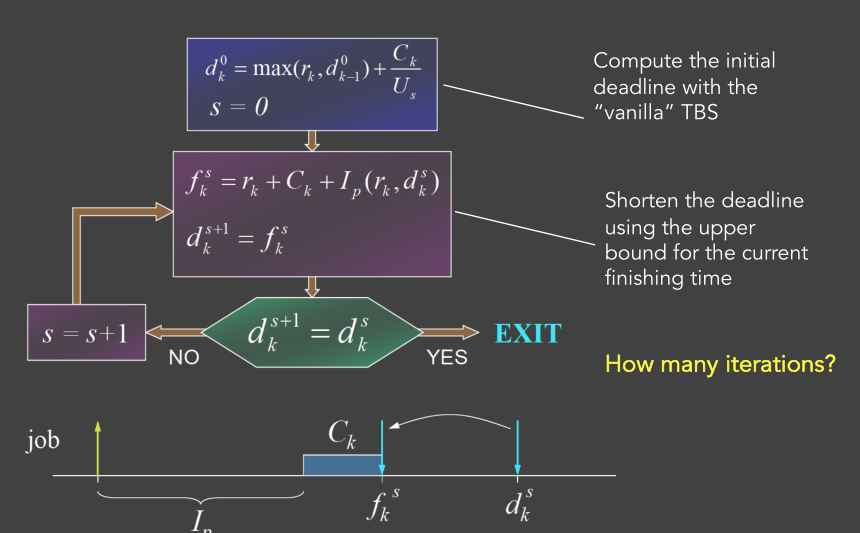 d_k^0 = max(r_k, d_{k-1}^0) + C_k / U_s
s = 0
Compute the initial
deadline with the
“vanilla” TBS
f_k^s = r_k + C_k + I_p(r_k, d_k^s)
d_k^{s+1} = f_k^s
Shorten the deadline
using the upper
bound for the current
finishing time
s = s+1
NO
d_k^{s+1} = d_k^s
YES
EXIT
How many iterations?
job
C_k
f_k^s
d_k^s
I_p